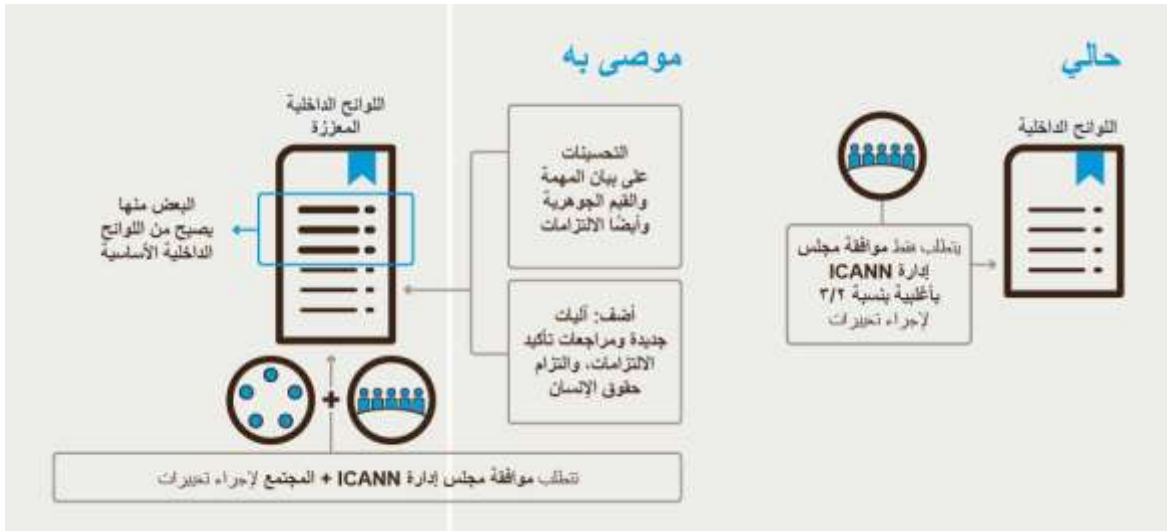 حالي
اللوائح الداخلية
يتطلب فقط موافقة مجلس
إدارة ICANN
بأغلبية بنسبة ٣/٢
لإجراء تغييرات
موصى به
التحسينات
على بيان المهمة
والقيم الجوهرية
وأيضًا الالتزامات
أضف: آليات
جديدة ومراجعات تأكيد
الالتزامات، والتزام
حقوق الإنسان
اللوائح الداخلية
المعززة
البعض منها
يصبح من اللوائح
الداخلية الأساسية
تتطلب موافقة مجلس إدارة ICANN + المجتمع لإجراء تغييرات